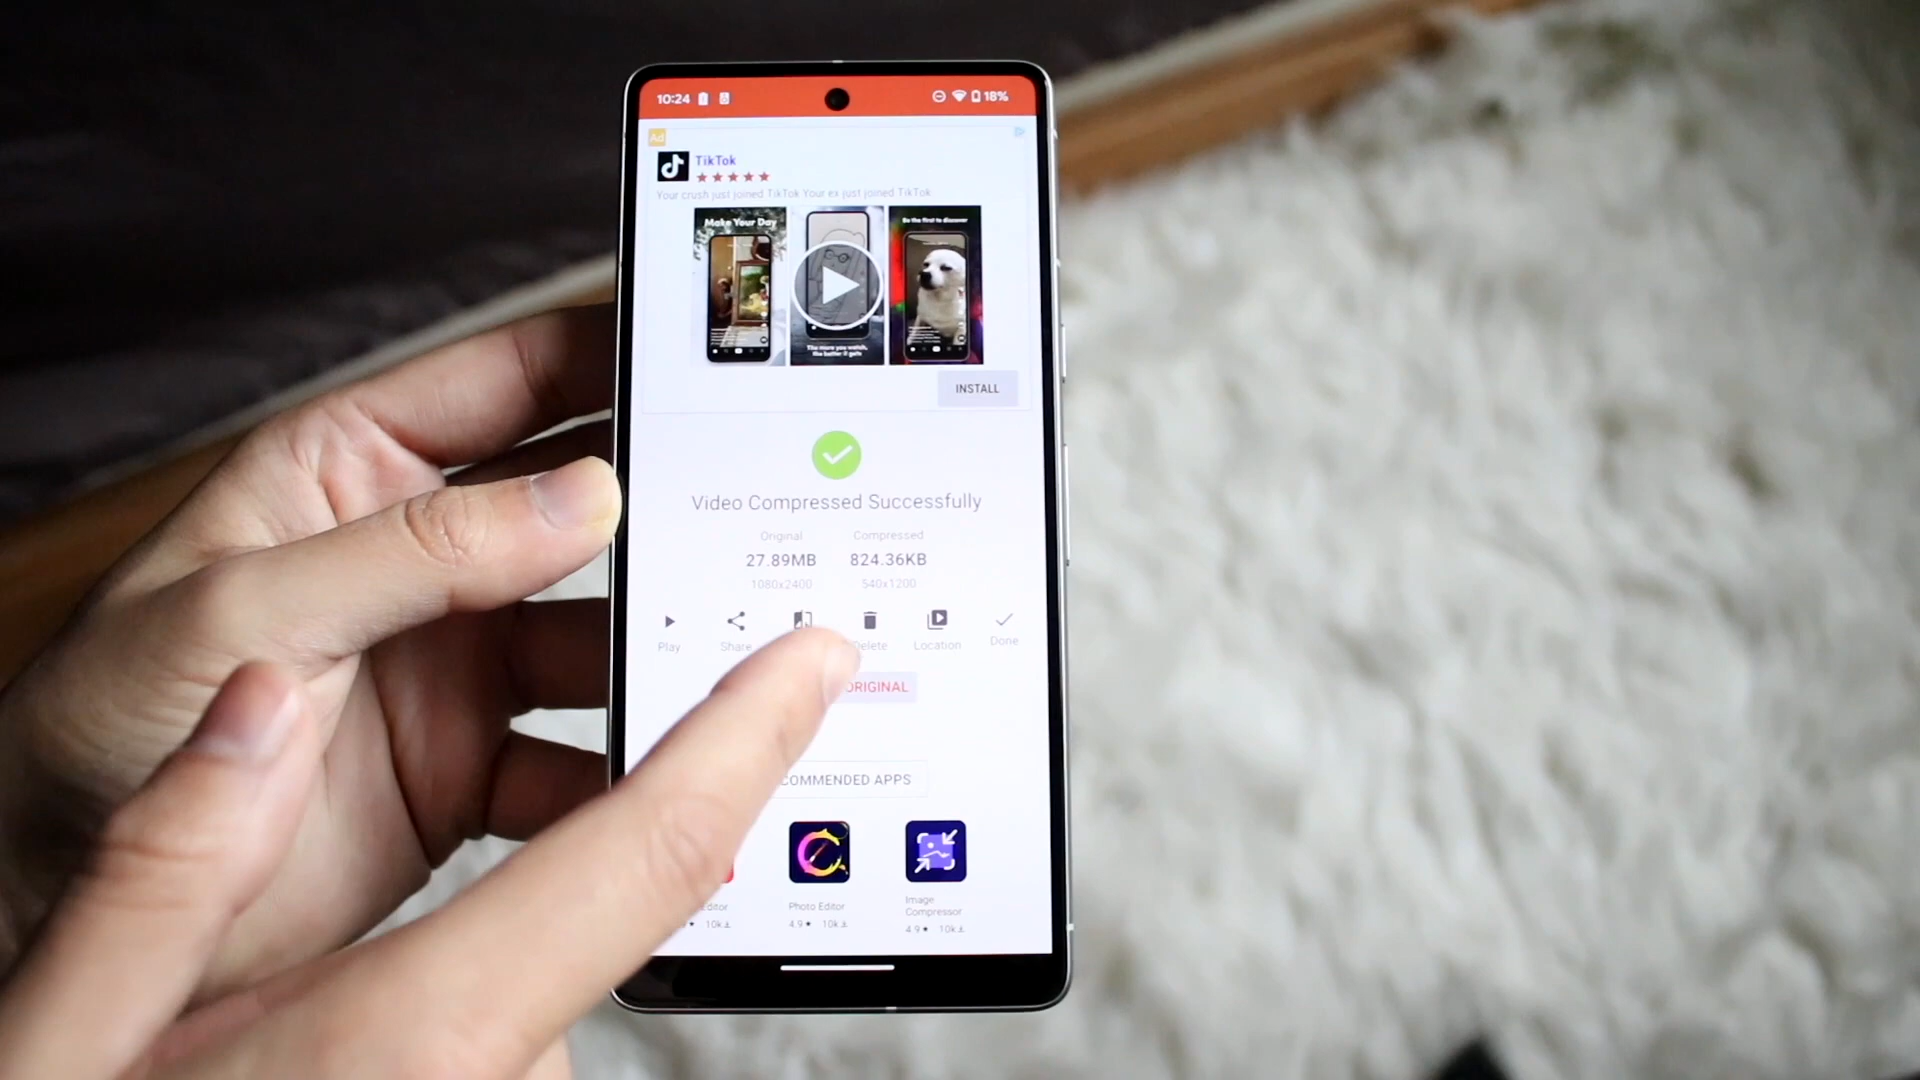 10:24
18%
Ad
TikTok
Your crush just joined TikTok Your ex just joined TikTok
Make Your Day
The more you watch,
the better it gets
Be the first to discover
INSTALL
Video Compressed Successfully
Original Compressed
27.89MB 824.36KB
1080x2400 540x1200
Play Share Delete Location Done
ORIGINAL
COMMENDED APPS
Editor Photo Editor Image
Compressor
10k 4.9 10k 4.9 10k